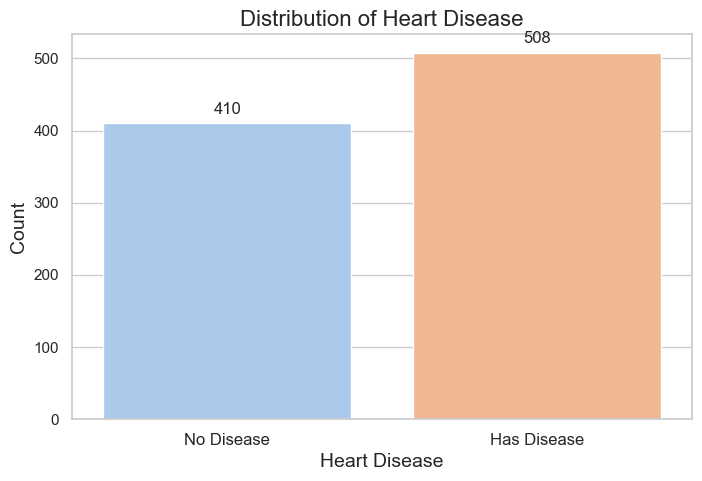 Distribution of Heart Disease
508
500
410
400
300
200
100
0
Count
No Disease
Has Disease
Heart Disease